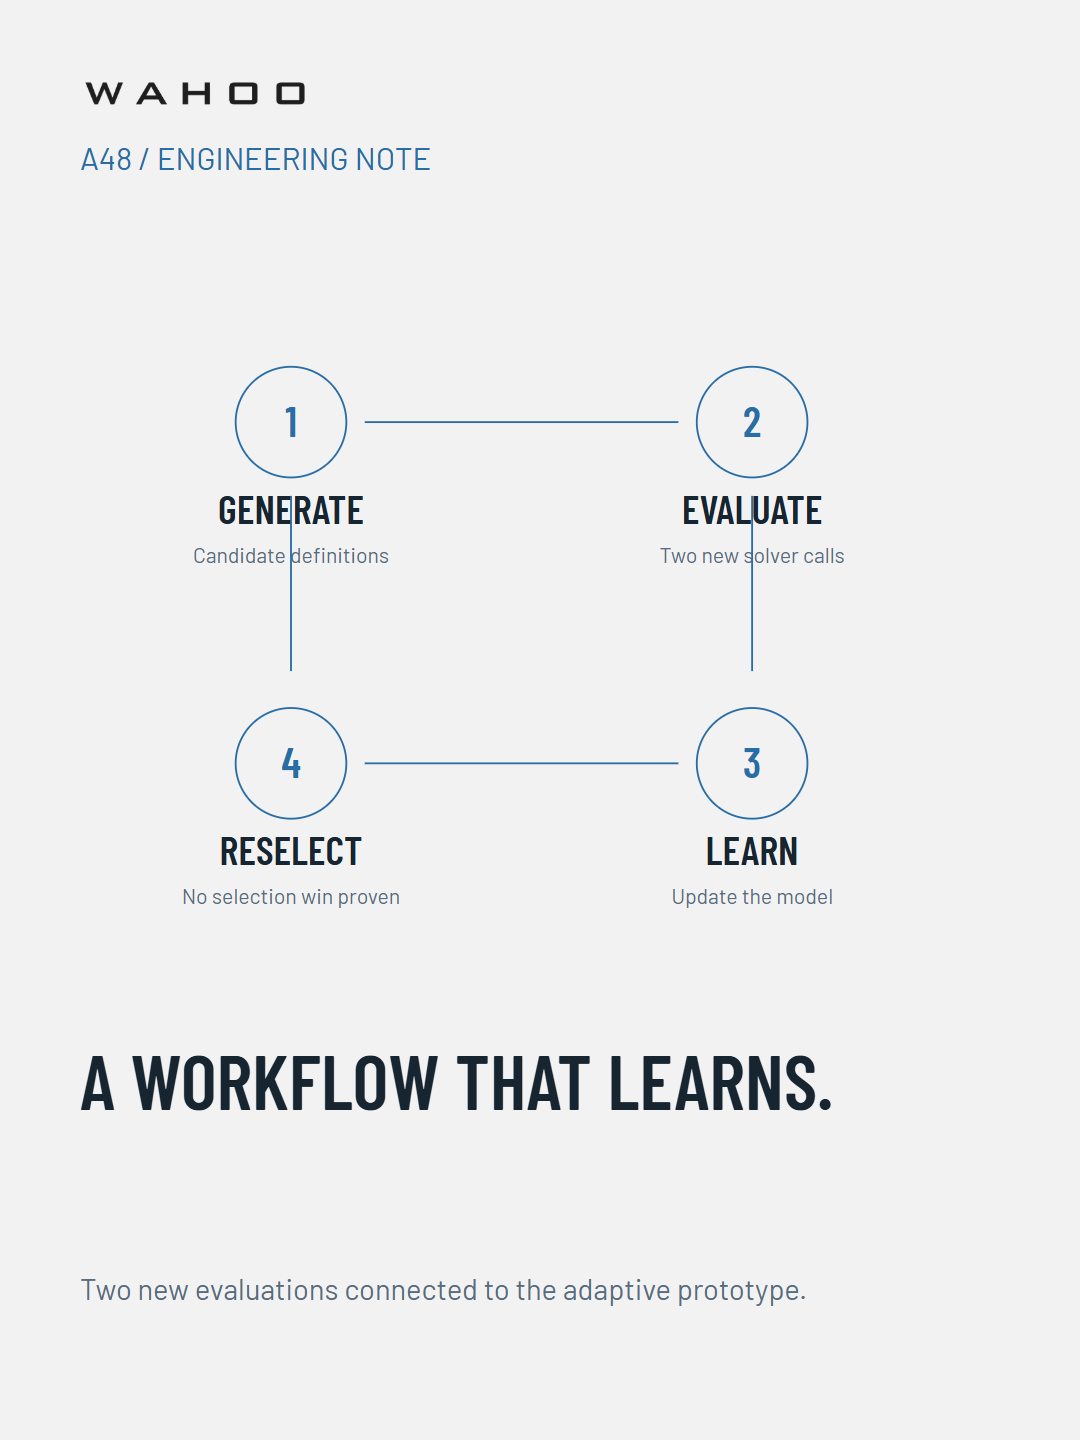 WAHOO
A48 / ENGINEERING NOTE
1
2
GENERATE
EVALUATE
Candidate definitions
Two new solver calls
4
3
RESELECT
LEARN
No selection win proven
Update the model
A WORKFLOW THAT LEARNS.
Two new evaluations connected to the adaptive prototype.